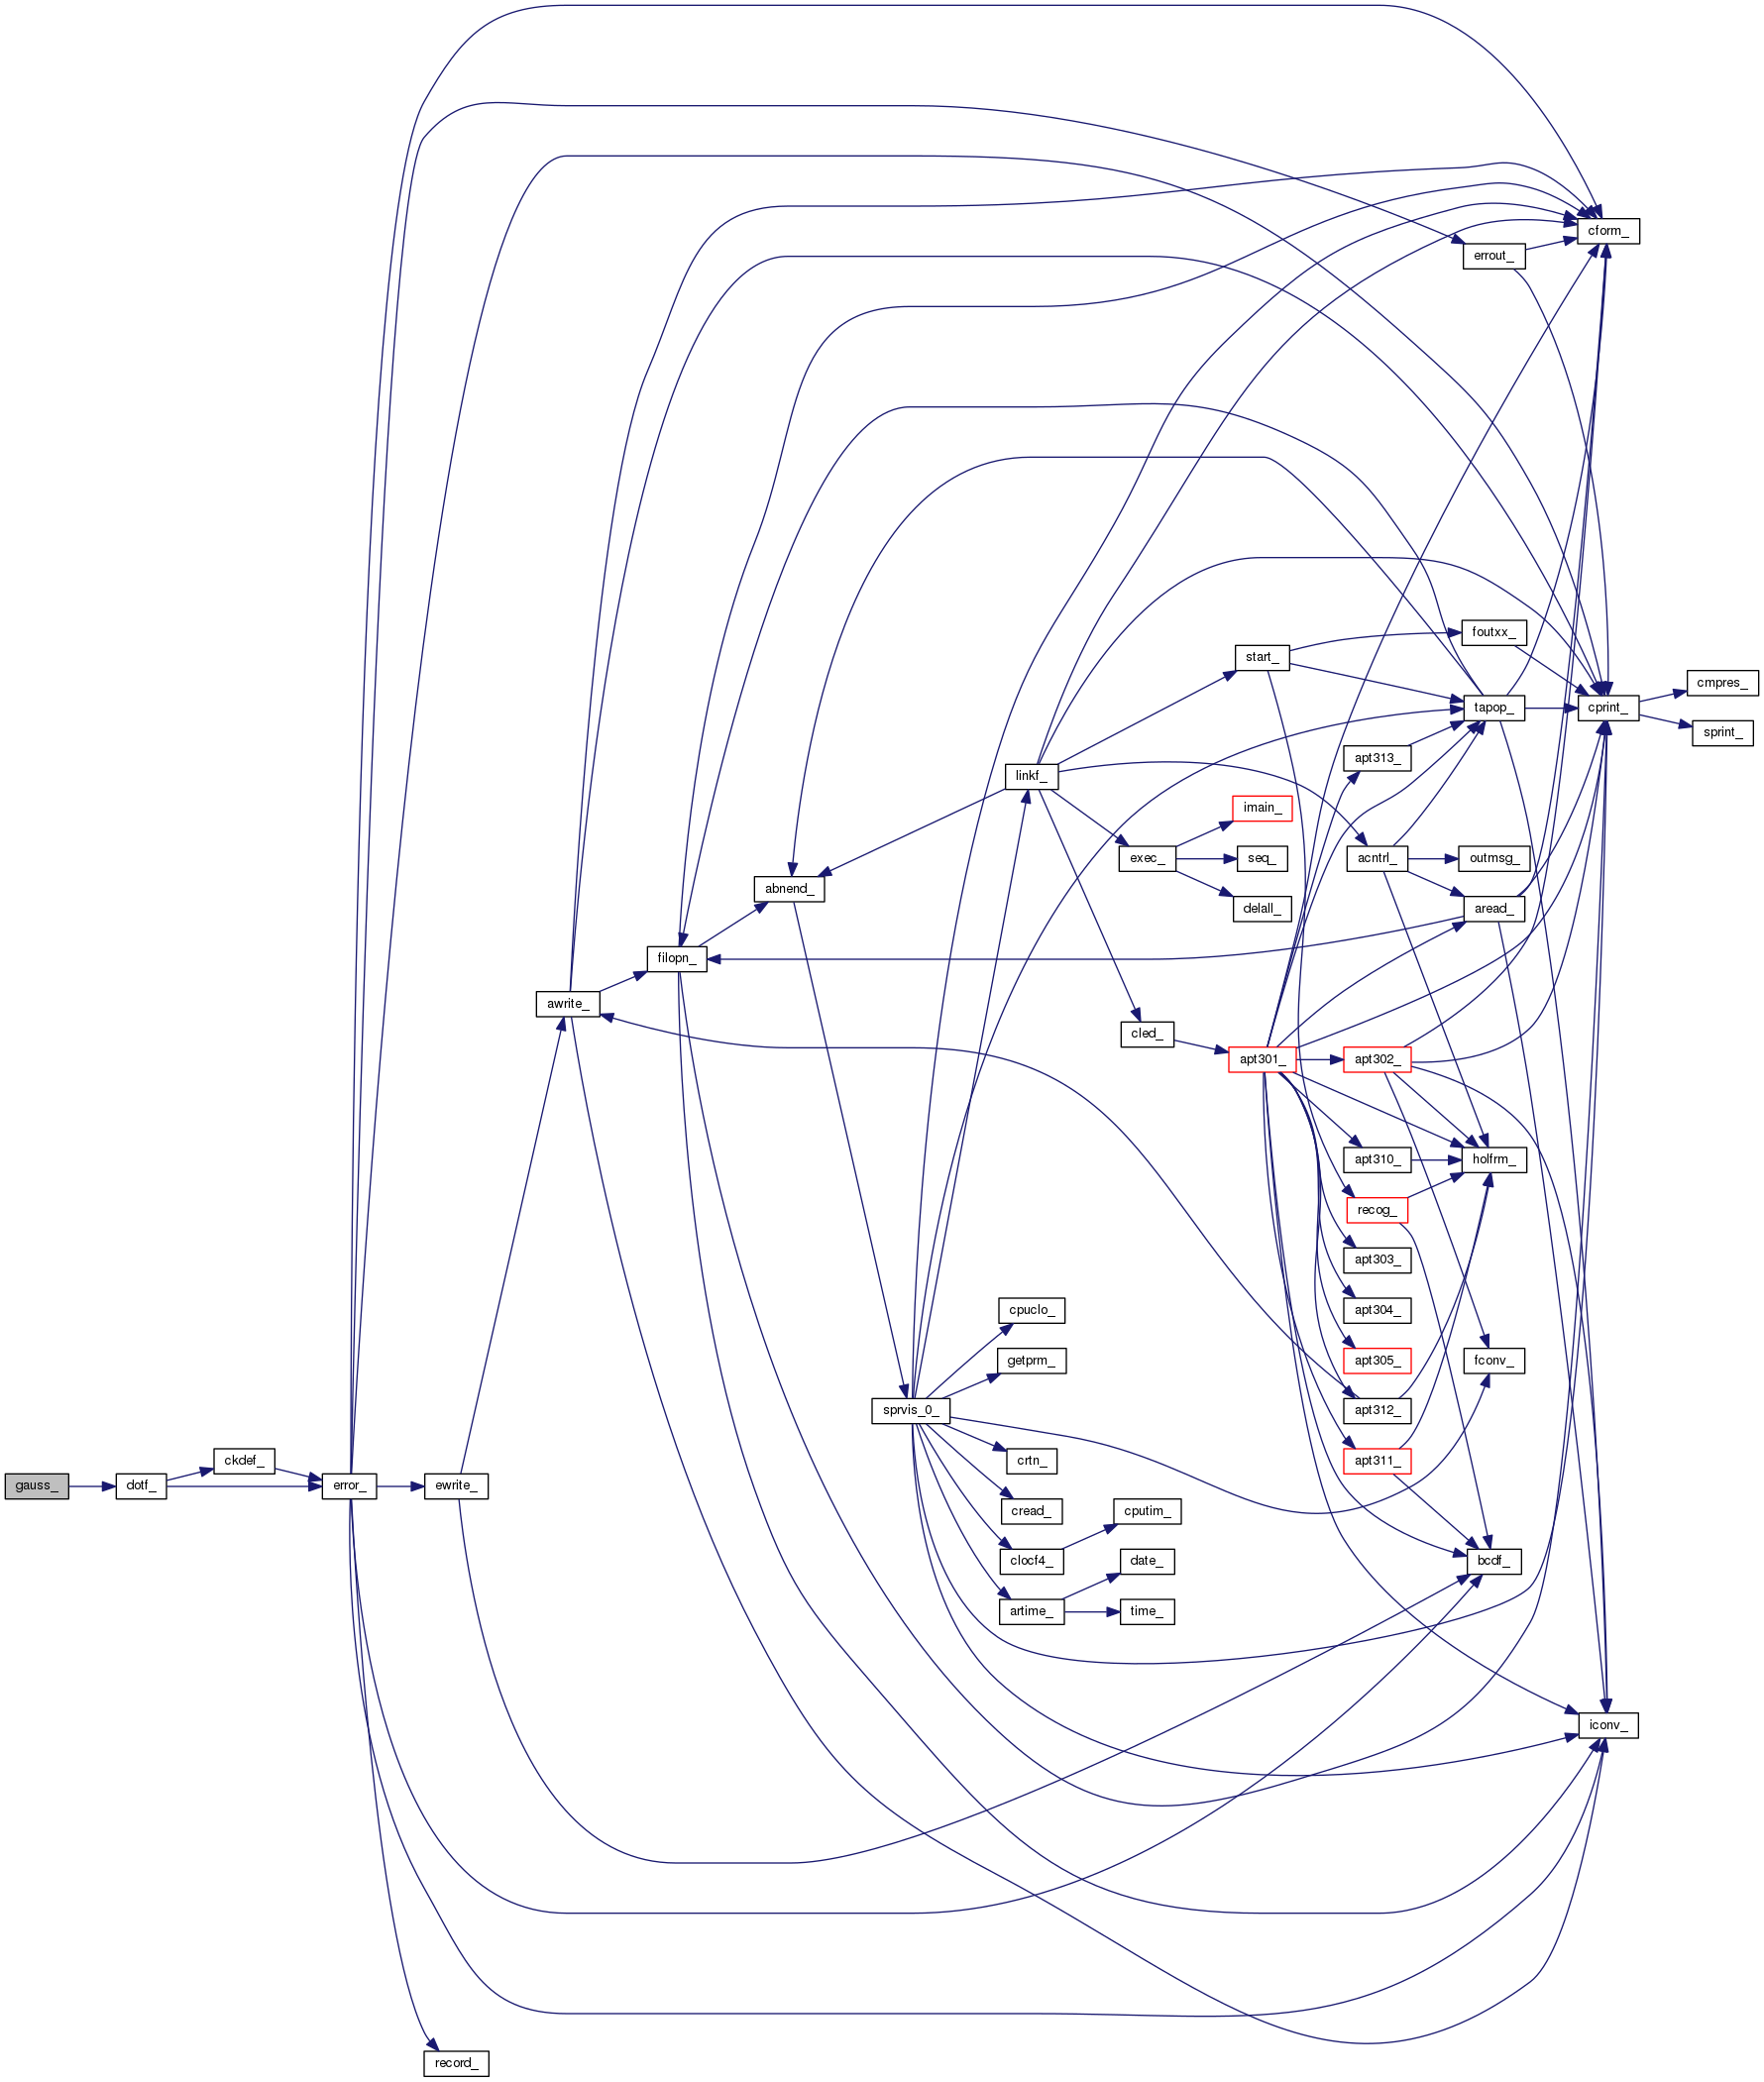 cform_
errout_
foutxx_
start_
cmpres_
tapop_
cprint_
sprint_
apt313_
linkf_
imain_
exec_
seq_
acntrl_
outmsg_
abnend_
delall_
aread_
filopn_
awrite_
cled_
apt301_
apt302_
apt310_
holfrm_
recog_
apt303_
cpuclo_
apt304_
getprm_
apt305_
fconv_
sprvis_0_
apt312_
crtn_
ckdef_
apt311_
gauss_
dotf_
error_
ewrite_
cread_
cputim_
clocf4_
date_
bcdf_
artime_
time_
iconv_
record_